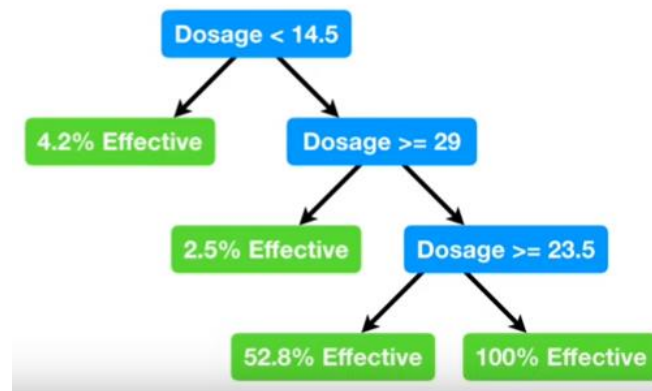 Dosage < 14.5
4.2% Effective
Dosage >= 29
2.5% Effective
Dosage >= 23.5
52.8% Effective
100% Effective